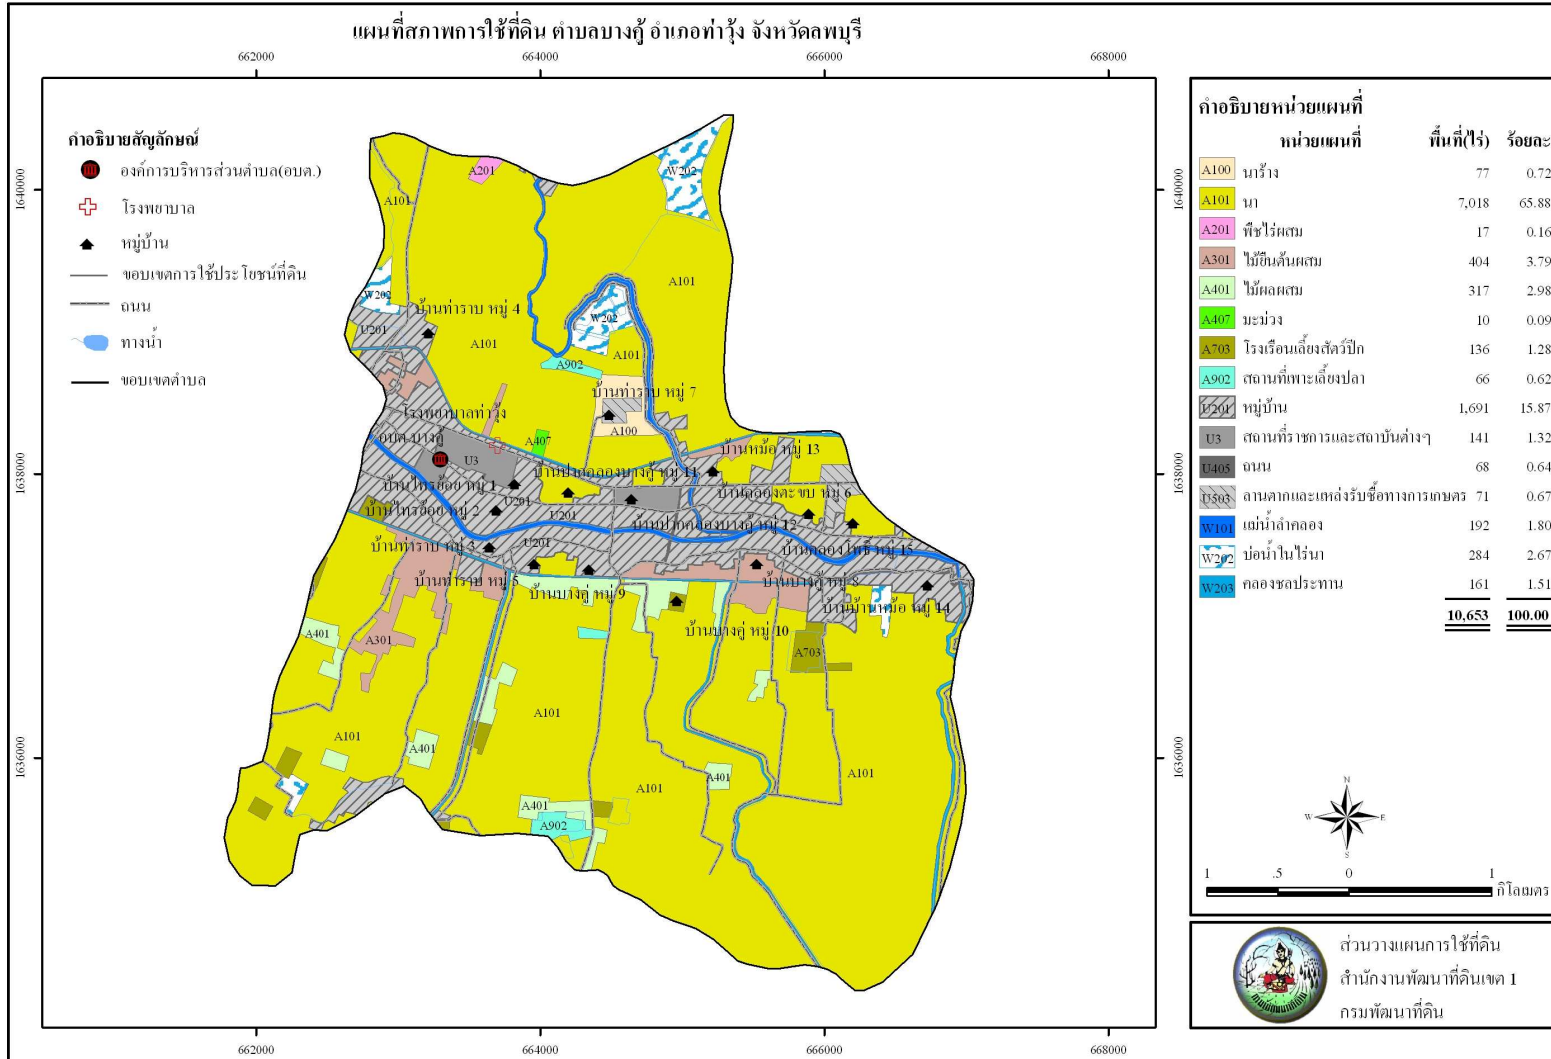 แผนที่สภาพการใช้ที่ดิน ตำบลบางคู้ อำเภอท่าวุ้ง จังหวัดลพบุรี
662000 664000 666000 668000
คำอธิบายสัญลักษณ์
องค์การบริหารส่วนตำบล(อบต.)
โรงพยาบาล
หมู่บ้าน
ขอบเขตการใช้ประโยชน์ที่ดิน
ถนน
ทางน้ำ
ขอบเขตตำบล
1640000
1638000
1636000
1640000
1638000
1636000
A201
W202
A101
A101
W202
บ้านท่าราบ หมู่ 4
W202
U201
A101
A101
A902
บ้านท่าราบ หมู่ 7
โรงพยาบาลท่าวุ้ง
A100
อบต.บางคู้
A407
บ้านหม้อ หมู่ 13
U3
บ้านปากคลองบางคู้ หมู่ 11
บ้านไทรย้อย หมู่ 1
บ้านคลองตะขบ หมู่ 6
U201
บ้านไทรย้อย หมู่ 2
U201
บ้านปากคลองบางคู้ หมู่ 12
บ้านท่าราบ หมู่ 3
U201
บ้านคลองโพธิ์ หมู่ 15
บ้านท่าราบ หมู่ 5
บ้านบางคู้ หมู่ 8
บ้านบางคู่ หมู่ 9
บ้านบ้านหม้อ หมู่ 14
บ้านบางคู่ หมู่ 10
A401
A301
A703
A101
A101
A401
A101
A101
A401
A401
A902
662000 664000 666000 668000
คำอธิบายหน่วยแผนที่
หน่วยแผนที่ พื้นที่(ไร่) ร้อยละ
A100 นาร้าง 77 0.72
A101 นา 7,018 65.88
A201 พืชไร่ผสม 17 0.16
A301 ไม้ยืนต้นผสม 404 3.79
A401 ไม้ผลผสม 317 2.98
A407 มะม่วง 10 0.09
A703 โรงเรือนเลี้ยงสัตว์ปีก 136 1.28
A902 สถานที่เพาะเลี้ยงปลา 66 0.62
U201 หมู่บ้าน 1,691 15.87
U3 สถานที่ราชการและสถาบันต่างๆ 141 1.32
U405 ถนน 68 0.64
U503 ลานตากและแหล่งรับซื้อทางการเกษตร 71 0.67
W101 แม่น้ำลำคลอง 192 1.80
W202 บ่อน้ำในไร่นา 284 2.67
W203 คลองชลประทาน 161 1.51
10,653 100.00
N
W E
S
1 .5 0 1
กิโลเมตร
ส่วนวางแผนการใช้ที่ดิน
สำนักงานพัฒนาที่ดินเขต 1
กรมพัฒนาที่ดิน